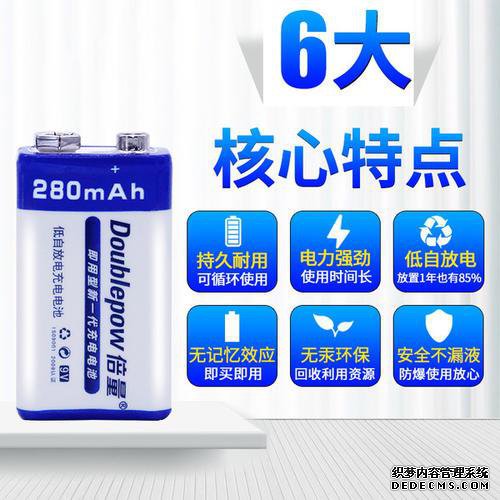 6大
核心特点
持久耐用
可循环使用
电力强劲
使用时间长
低自放电
放置1年也有85%
无记忆效应
即买即用
无汞环保
回收利用资源
安全不漏液
防爆使用放心
+
280mAh
Doublepow 倍量®
即用型新一代充电电池
低自放电充电电池
9V
织梦内容管理系统
DEDECMS.COM